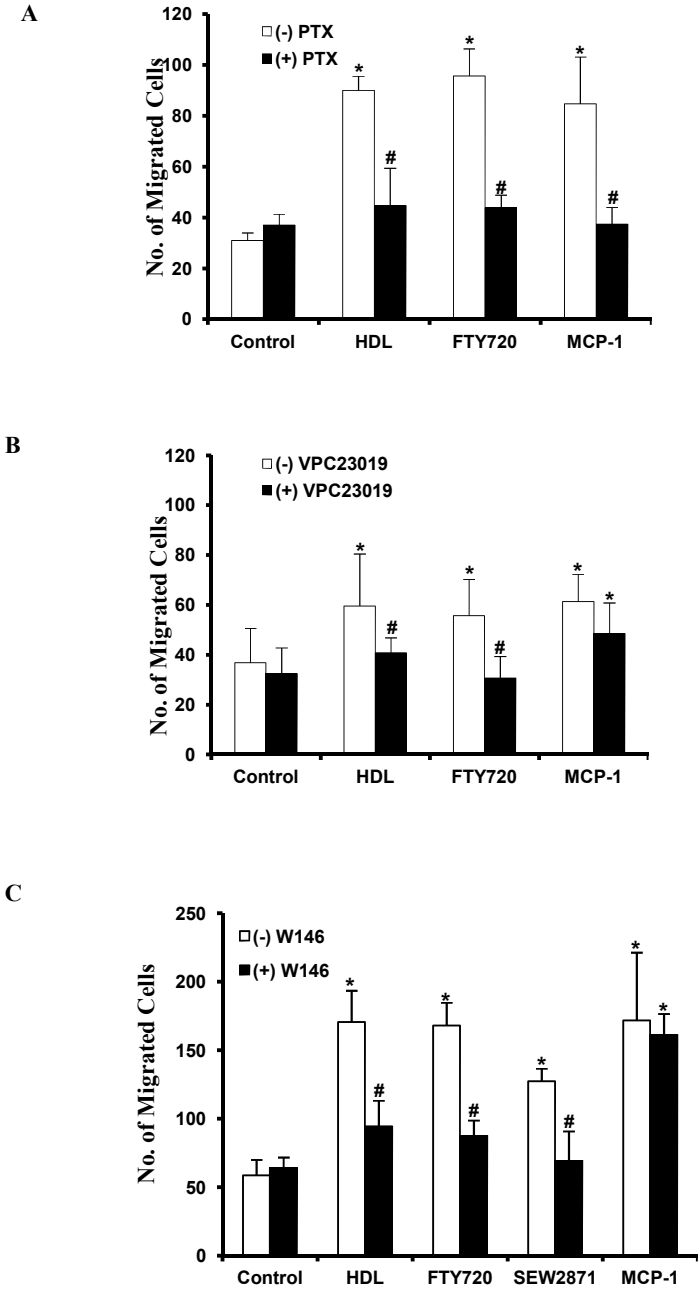 A
No. of Migrated Cells
120
100
80
60
40
20
0
(-) PTX
(+) PTX
*
#
*
#
*
#
Control HDL FTY720 MCP-1
B
No. of Migrated Cells
120
100
80
60
40
20
0
(-) VPC23019
(+) VPC23019
*
#
*
#
*
*
Control HDL FTY720 MCP-1
C
No. of Migrated Cells
250
200
150
100
50
0
(-) W146
(+) W146
*
#
*
#
*
#
*
*
Control HDL FTY720 SEW2871 MCP-1